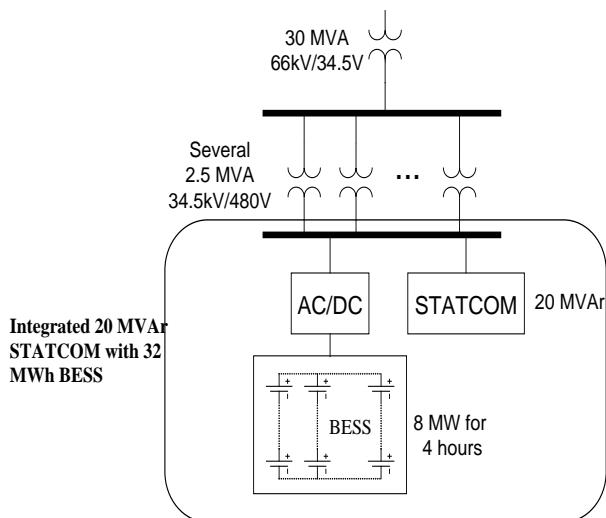 30 MVA
66kV/34.5V
Several
2.5 MVA
34.5kV/480V
...
AC/DC
STATCOM
20 MVAr
Integrated 20 MVAr
STATCOM with 32
MWh BESS
+ + +
BESS
8 MW for
4 hours
+ + +